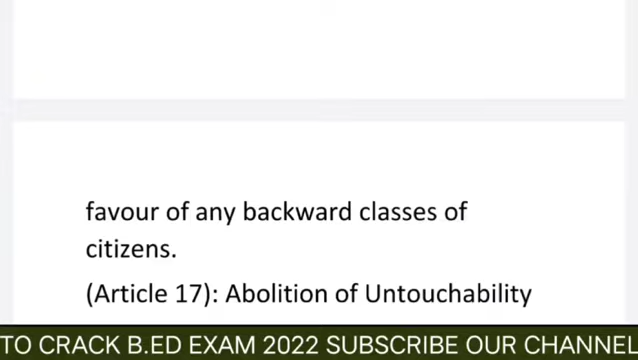 favour of any backward classes of
citizens.
(Article 17): Abolition of Untouchability
TO CRACK B.ED EXAM 2022 SUBSCRIBE OUR CHANNEL